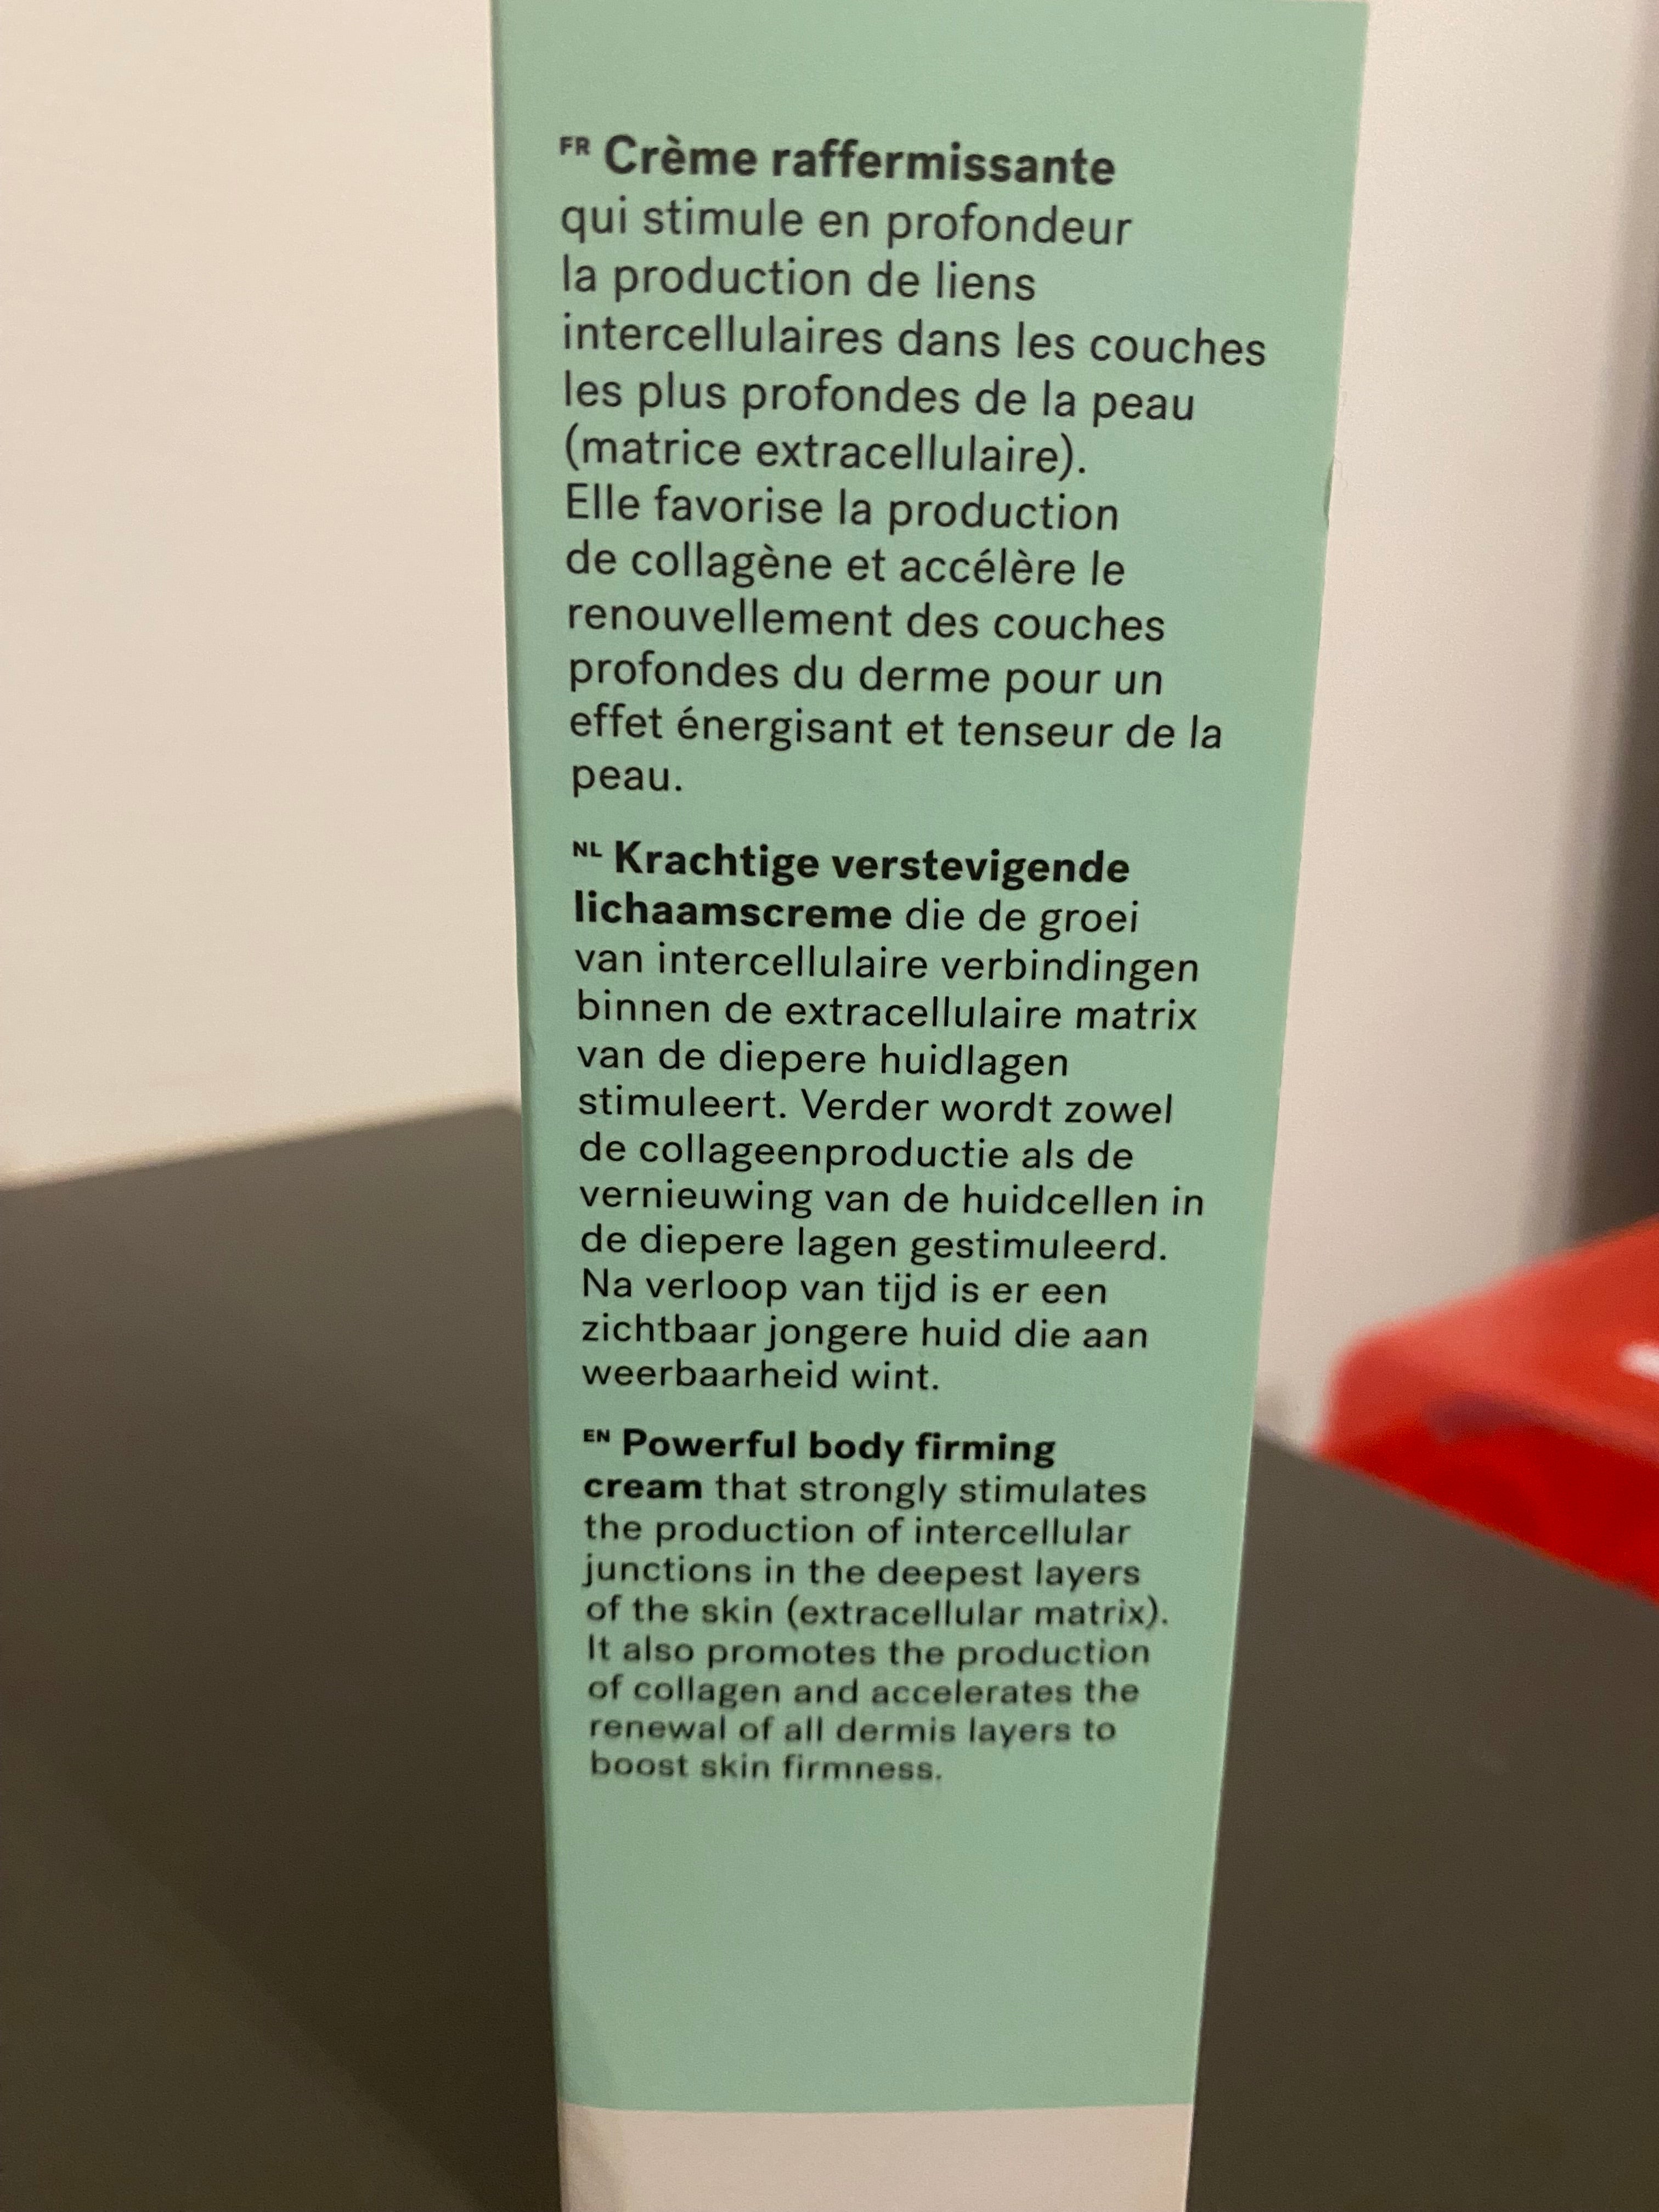 FR Crème raffermissante
qui stimule en profondeur
la production de liens
intercellulaires dans les couches
les plus profondes de la peau
(matrice extracellulaire).
Elle favorise la production
de collagène et accélère le
renouvellement des couches
profondes du derme pour un
effet énergisant et tenseur de la
peau.
NL Krachtige verstevigende
lichaamscreme die de groei
van intercellulaire verbindingen
binnen de extracellulaire matrix
van de diepere huidlagen
stimuleert. Verder wordt zowel
de collageenproductie als de
vernieuwing van de huidcellen in
de diepere lagen gestimuleerd.
Na verloop van tijd is er een
zichtbaar jongere huid die aan
weerbaarheid wint.
EN Powerful body firming
cream that strongly stimulates
the production of intercellular
junctions in the deepest layers
of the skin (extracellular matrix).
It also promotes the production
of collagen and accelerates the
renewal of all dermis layers to
boost skin firmness.